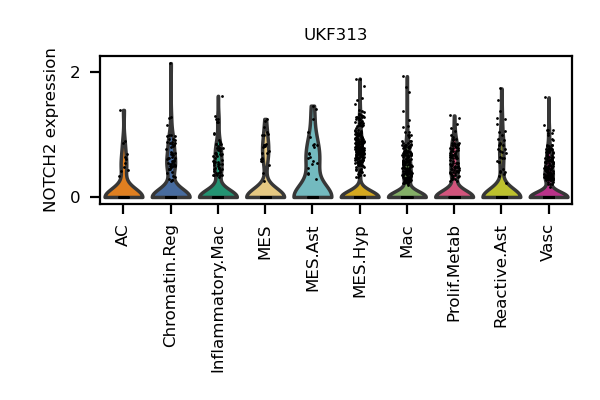 UKF313
NOTCH2 expression
2
0
AC
Chromatin.Reg
Inflammatory.Mac
MES
MES.Ast
MES.Hyp
Mac
Prolif.Metab
Reactive.Ast
Vasc